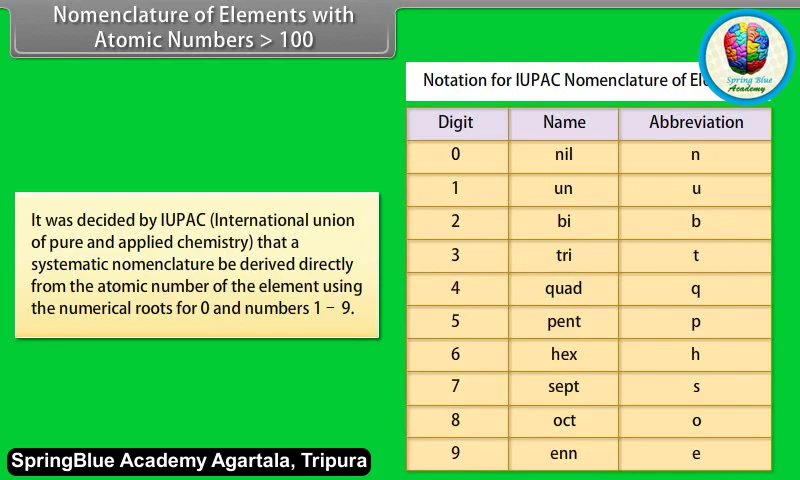 Nomenclature of Elements with
Atomic Numbers > 100
Spring Blue
Academy
Notation for IUPAC Nomenclature of
Digit Name Abbreviation
0 nil n
1 un u
2 bi b
3 tri t
4 quad q
5 pent p
6 hex h
7 sept s
8 oct o
9 enn e
It was decided by IUPAC (International union
of pure and applied chemistry) that a
systematic nomenclature be derived directly
from the atomic number of the element using
the numerical roots for 0 and numbers 1 – 9.
SpringBlue Academy Agartala, Tripura